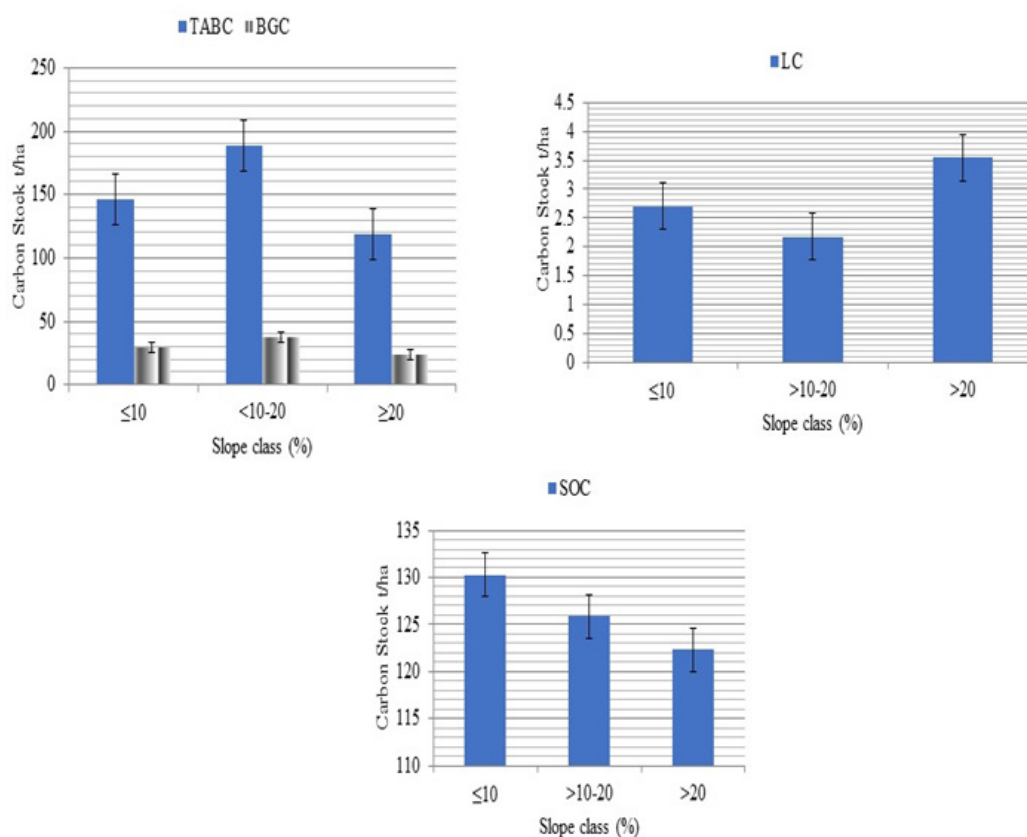 TABC BGC
250
200
150
100
50
0
Carbon Stock t/ha
≤10 <10-20 ≥20
Slope class (%)
LC
4.5
4
3.5
3
2.5
2
1.5
1
0.5
0
Carbon Stock t/ha
≤10 >10-20 >20
Slope class (%)
SOC
135
130
125
120
115
110
Carbon Stock t/ha
≤10 >10-20 >20
Slope class (%)